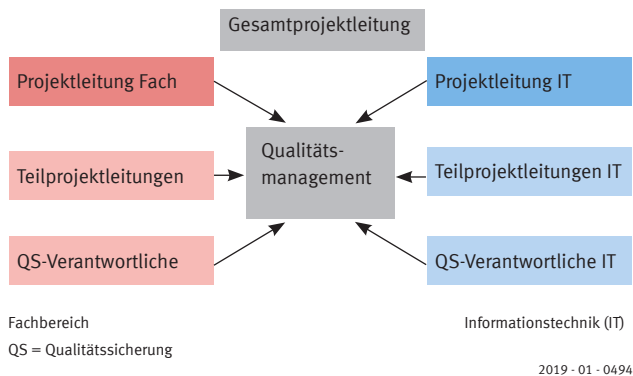 Gesamtprojektleitung
Projektleitung Fach
Projektleitung IT
Qualitäts-
management
Teilprojektleitungen
Teilprojektleitungen IT
QS-Verantwortliche
QS-Verantwortliche IT
Fachbereich
Informationstechnik (IT)
QS = Qualitätssicherung
2019 - 01 - 0494